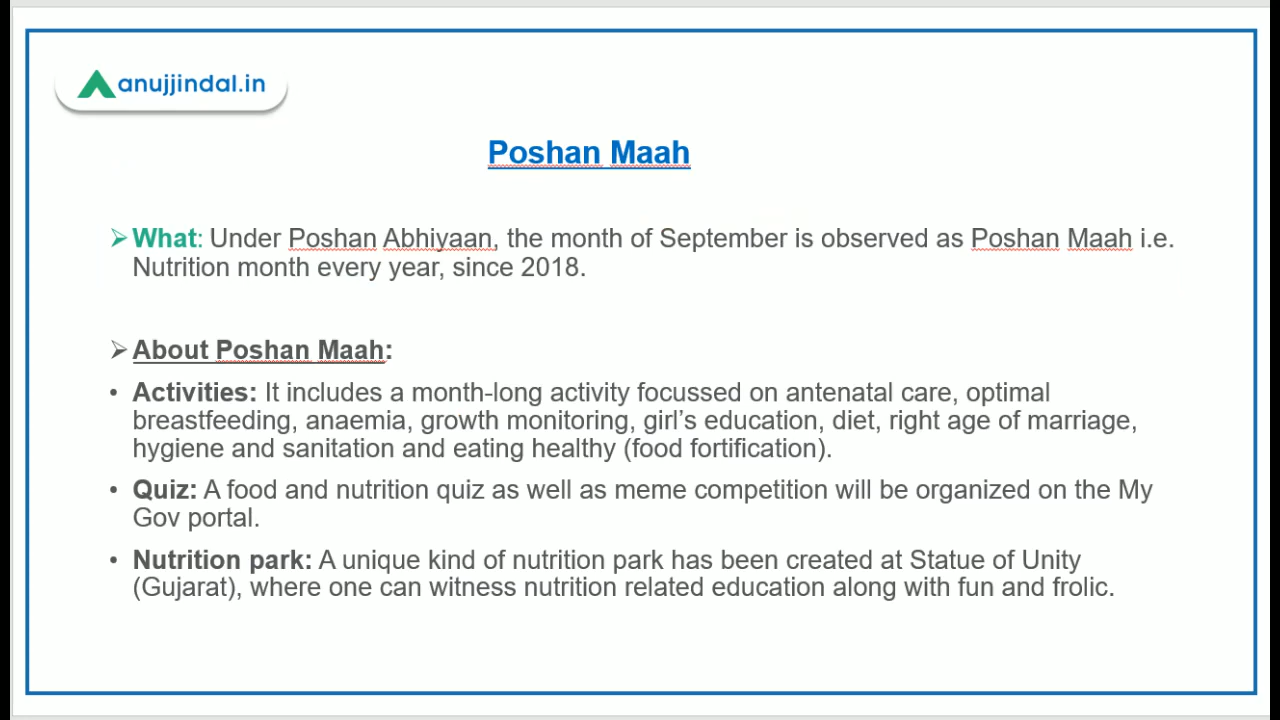 anujjindal.in
Poshan Maah
What: Under Poshan Abhiyaan, the month of September is observed as Poshan Maah i.e.
Nutrition month every year, since 2018.
About Poshan Maah:
• Activities: It includes a month-long activity focussed on antenatal care, optimal
breastfeeding, anaemia, growth monitoring, girl’s education, diet, right age of marriage,
hygiene and sanitation and eating healthy (food fortification).
• Quiz: A food and nutrition quiz as well as meme competition will be organized on the My
Gov portal.
• Nutrition park: A unique kind of nutrition park has been created at Statue of Unity
(Gujarat), where one can witness nutrition related education along with fun and frolic.